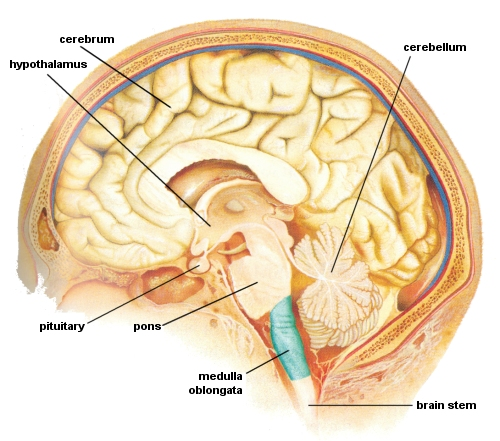 cerebrum
cerebellum
hypothalamus
pituitary
pons
medulla
oblongata
brain stem